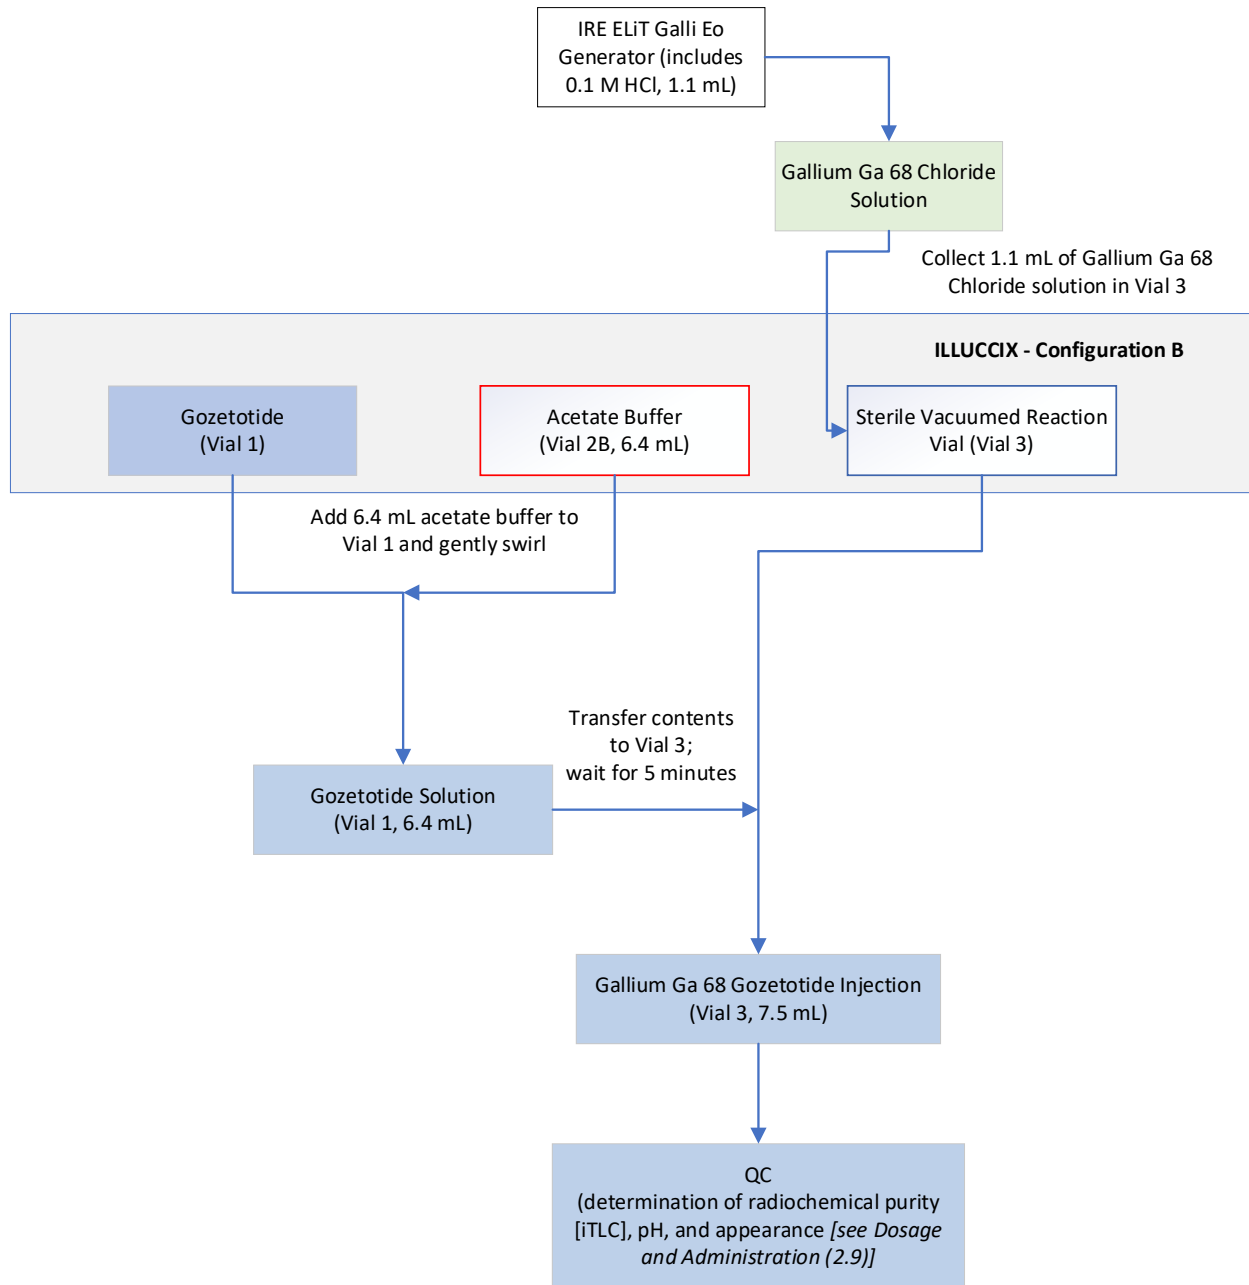 IRE ELiT Galli Eo
Generator (includes
0.1 M HCl, 1.1 mL)
Gallium Ga 68 Chloride
Solution
Collect 1.1 mL of Gallium Ga 68
Chloride solution in Vial 3
ILLUCCIX - Configuration B
Gozetotide
(Vial 1)
Acetate Buffer
(Vial 2B, 6.4 mL)
Sterile Vacuumed Reaction
Vial (Vial 3)
Add 6.4 mL acetate buffer to
Vial 1 and gently swirl
Transfer contents
to Vial 3;
wait for 5 minutes
Gozetotide Solution
(Vial 1, 6.4 mL)
Gallium Ga 68 Gozetotide Injection
(Vial 3, 7.5 mL)
QC
(determination of radiochemical purity
[iTLC], pH, and appearance [see Dosage
and Administration (2.9)]